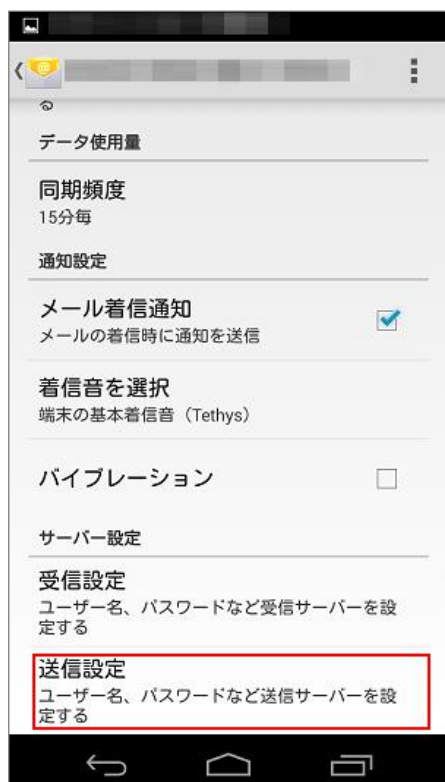 る
データ使用量
同期頻度
15分毎
通知設定
メール着信通知
メールの着信時に通知を送信
着信音を選択
端末の基本着信音（Tethys）
バイブレーション
サーバー設定
受信設定
ユーザー名、パスワードなど受信サーバーを設
定する
送信設定
ユーザー名、パスワードなど送信サーバーを設
定する